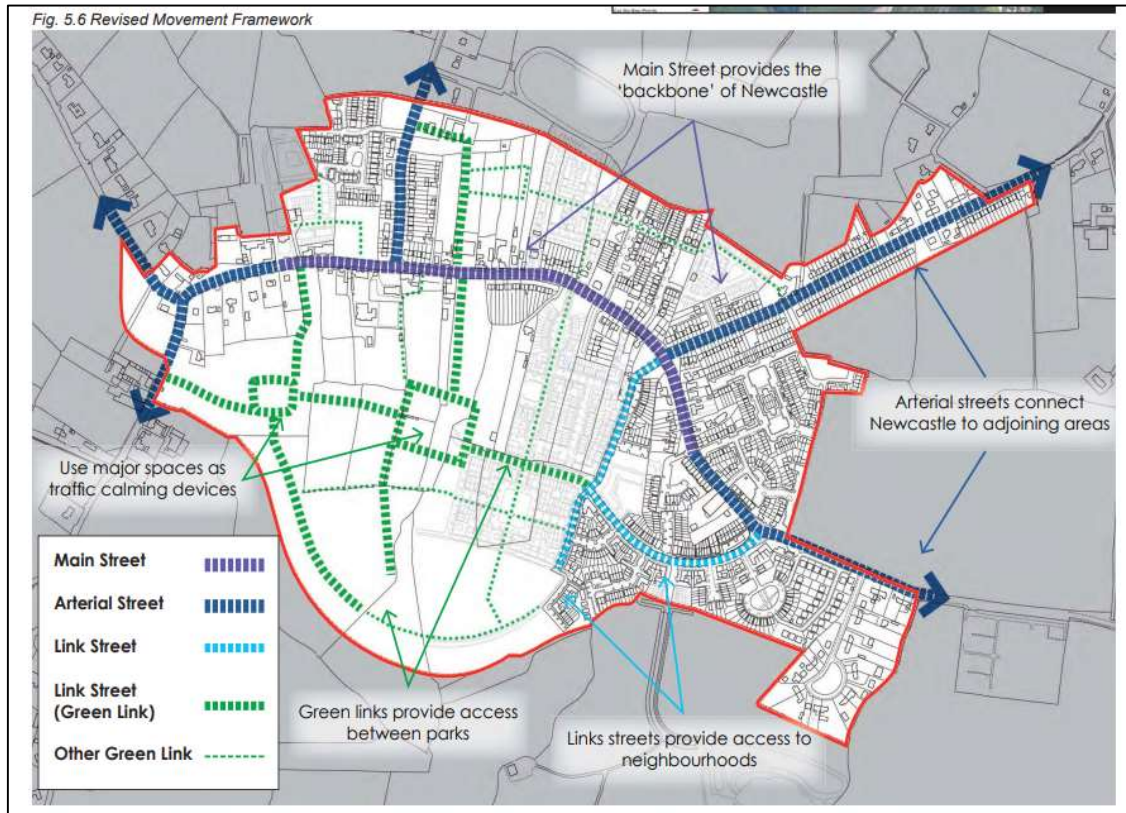 Fig. 5.6 Revised Movement Framework
Main Street provides the
‘backbone’ of Newcastle
Arterial streets connect
Newcastle to adjoining areas
Use major spaces as
traffic calming devices
Main Street
Arterial Street
Link Street
Link Street
(Green Link)
Other Green Link
Green links provide access
between parks
Links streets provide access to
neighbourhoods